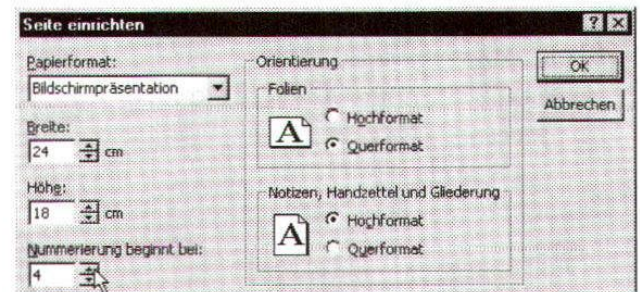 Seite einrichten
Papierformat:
Bildschirmpräsentation
Breite:
24 cm
Höhe:
18 cm
Nummerierung beginnt bei:
4
Orientierung
Folien
A
Hochformat
Querformat
Notizen, Handzettel und Gliederung
A
Hochformat
Querformat
OK
Abbrechen